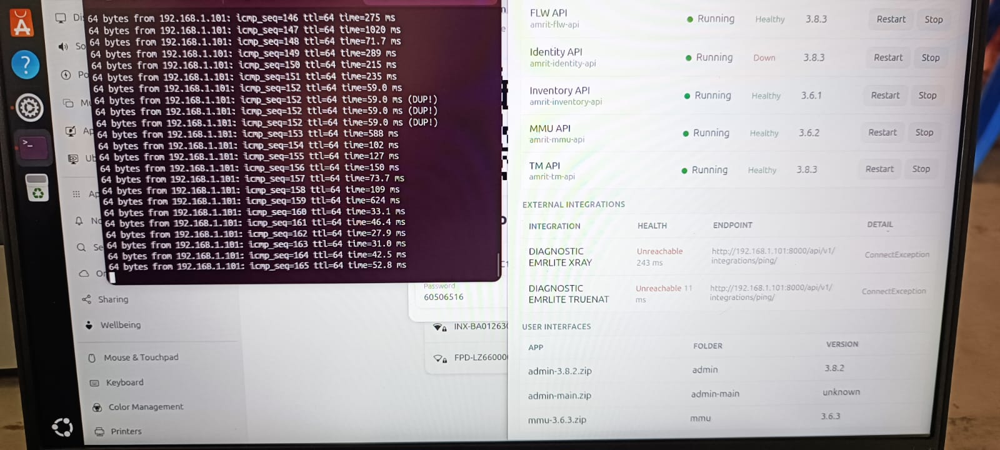 64 bytes from 192.168.1.101: icmp_seq=146 ttl=64 time=275 ms
64 bytes from 192.168.1.101: icmp_seq=147 ttl=64 time=1020 ms
64 bytes from 192.168.1.101: icmp_seq=148 ttl=64 time=71.7 ms
64 bytes from 192.168.1.101: icmp_seq=149 ttl=64 time=289 ms
64 bytes from 192.168.1.101: icmp_seq=150 ttl=64 time=215 ms
64 bytes from 192.168.1.101: icmp_seq=151 ttl=64 time=235 ms
64 bytes from 192.168.1.101: icmp_seq=152 ttl=64 time=59.0 ms
64 bytes from 192.168.1.101: icmp_seq=152 ttl=64 time=59.0 ms (DUP!)
64 bytes from 192.168.1.101: icmp_seq=152 ttl=64 time=59.0 ms (DUP!)
64 bytes from 192.168.1.101: icmp_seq=152 ttl=64 time=59.0 ms (DUP!)
64 bytes from 192.168.1.101: icmp_seq=153 ttl=64 time=588 ms
64 bytes from 192.168.1.101: icmp_seq=154 ttl=64 time=102 ms
64 bytes from 192.168.1.101: icmp_seq=155 ttl=64 time=127 ms
64 bytes from 192.168.1.101: icmp_seq=156 ttl=64 time=150 ms
64 bytes from 192.168.1.101: icmp_seq=157 ttl=64 time=73.7 ms
64 bytes from 192.168.1.101: icmp_seq=158 ttl=64 time=109 ms
64 bytes from 192.168.1.101: icmp_seq=159 ttl=64 time=624 ms
64 bytes from 192.168.1.101: icmp_seq=160 ttl=64 time=33.1 ms
64 bytes from 192.168.1.101: icmp_seq=161 ttl=64 time=46.4 ms
64 bytes from 192.168.1.101: icmp_seq=162 ttl=64 time=27.9 ms
64 bytes from 192.168.1.101: icmp_seq=163 ttl=64 time=31.0 ms
64 bytes from 192.168.1.101: icmp_seq=164 ttl=64 time=42.5 ms
64 bytes from 192.168.1.101: icmp_seq=165 ttl=64 time=52.8 ms
Password
60506516
INX-BA012630
FPD-LZ66000
Sharing
Wellbeing
Mouse & Touchpad
Keyboard
Color Management
Printers
FLW API Running Healthy 3.8.3 Restart Stop
amrit-flw-api
Identity API Running Down 3.8.3 Restart Stop
amrit-identity-api
Inventory API Running Healthy 3.6.1 Restart Stop
amrit-inventory-api
MMU API Running Healthy 3.6.2 Restart Stop
amrit-mmu-api
TM API Running Healthy 3.8.3 Restart Stop
amrit-tm-api
EXTERNAL INTEGRATIONS
INTEGRATION HEALTH ENDPOINT DETAIL
DIAGNOSTIC Unreachable http://192.168.1.101:8000/api/v1/ ConnectException
EMRLITE XRAY 243 ms integrations/ping/
DIAGNOSTIC Unreachable 11 http://192.168.1.101:8000/api/v1/ ConnectException
EMRLITE TRUENAT ms integrations/ping/
USER INTERFACES
APP FOLDER VERSION
admin-3.8.2.zip admin 3.8.2
admin-main.zip admin-main unknown
mmu-3.6.3.zip mmu 3.6.3